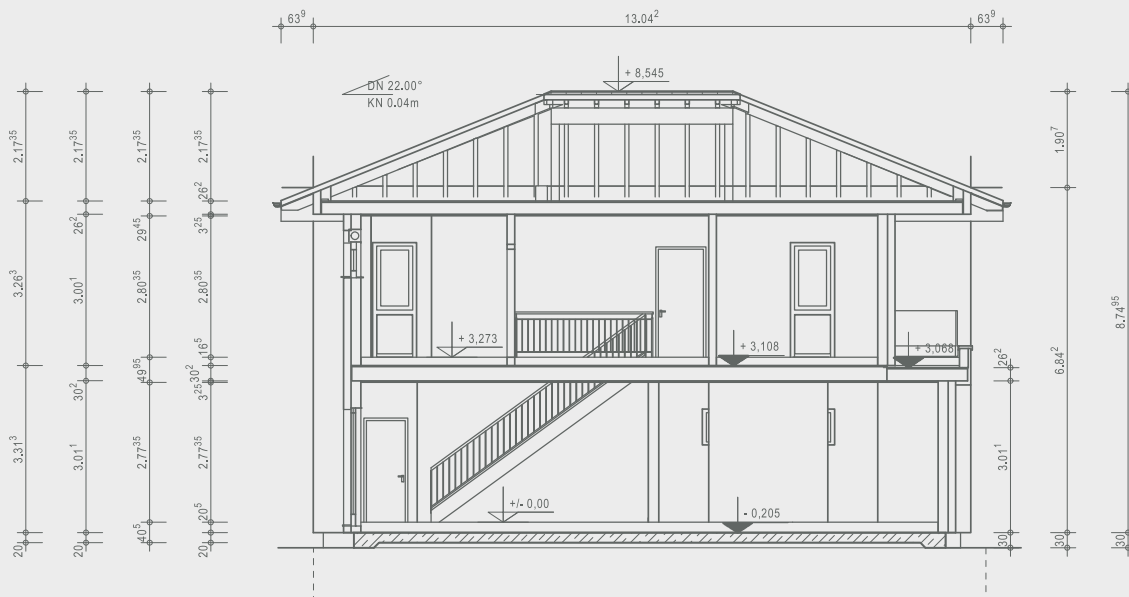 63⁹ 13.04² 63⁹
+ 8,545
DN 22.00°
KN 0.04m
2.17³⁵ 2.17³⁵ 2.17³⁵ 2.17³⁵ 1.90⁷
26² 29⁴⁵ 26² 3²⁵
3.26³ 3.00¹ 2.80³⁵ 2.80³⁵ 8.74⁹⁵ 6.84²
+ 3,273 + 3,108 + 3,068
30² 49⁹⁵ 3²⁵ 30² 16⁵ 26²
3.31³ 3.01¹ 2.77³⁵ 2.77³⁵ 3.01¹
+/- 0,00 - 0,205
20 20 40⁵ 20 20⁵ 30 30 30